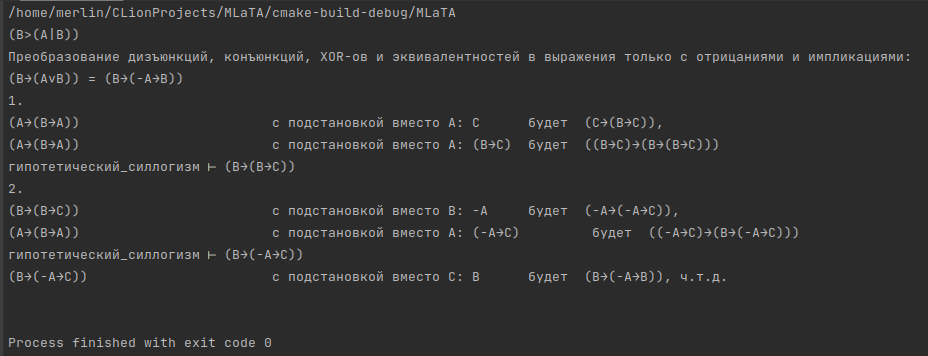 /home/merlin/CLionProjects/MLaTA/cmake-build-debug/MLaTA
(B>(A|B))
Преобразование дизъюнкций, конъюнкций, XOR-ов и эквивалентностей в выражения только с отрицаниями и импликациями:
(B→(AvB)) = (B→(-A→B))
1.
(A→(B→A)) с подстановкой вместо A: C будет (C→(B→C)),
(A→(B→A)) с подстановкой вместо A: (B→C) будет ((B→C)→(B→(B→C)))
гипотетический_силлогизм ⊢ (B→(B→C))
2.
(B→(B→C)) с подстановкой вместо B: -A будет (-A→(-A→C)),
(A→(B→A)) с подстановкой вместо A: (-A→C) будет ((-A→C)→(B→(-A→C)))
гипотетический_силлогизм ⊢ (B→(-A→C))
(B→(-A→C)) с подстановкой вместо C: B будет (B→(-A→B)), ч.т.д.
Process finished with exit code 0